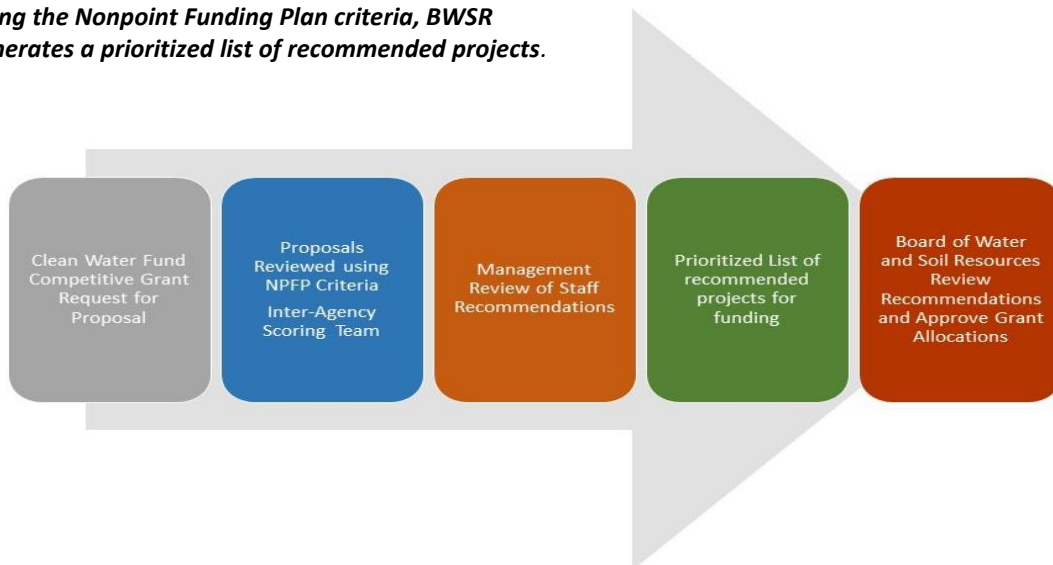 ng the Nonpoint Funding Plan criteria, BWSR
nerates a prioritized list of recommended projects.
Clean Water Fund
Competitive Grant
Request for
Proposal
Proposals
Reviewed using
NPFP Criteria
Inter-Agency
Scoring Team
Management
Review of Staff
Recommendations
Prioritized List of
recommended
projects for
funding
Board of Water
and Soil Resources
Review
Recommendations
and Approve Grant
Allocations